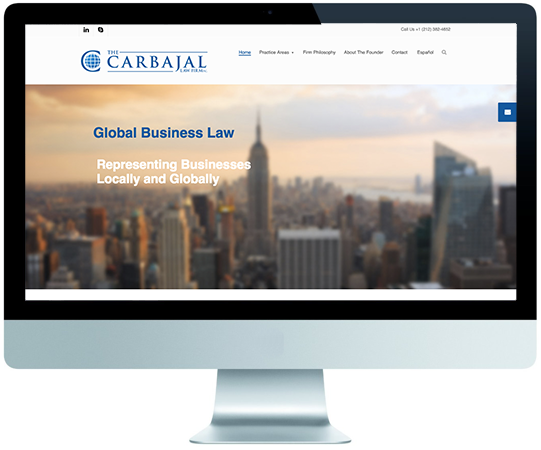 in
Call Us +1 (212) 382-4852
THE
CARBAJAL
LAW FIRM P.C.
Home Practice Areas Firm Philosophy About The Founder Contact Español
Global Business Law
Representing Businesses
Locally and Globally